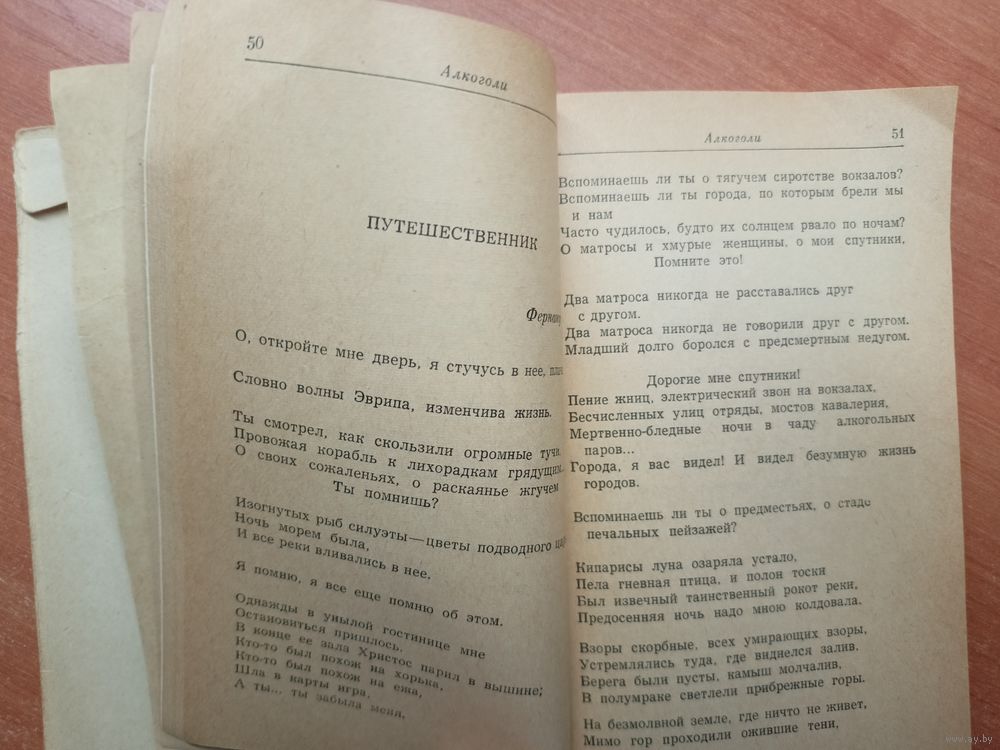 50
Алкоголи
ПУТЕШЕСТВЕННИК
О, откройте мне дверь, я стучусь в нее,
Словно волны Эврипа, изменчива жизнь.
Ты смотрел, как скользили огромные тучи,
Провожая корабль к лихорадкам грядущим...
О своих сожаленьях, о раскаянье жгучем
Ты помнишь?
Изогнутых рыб силуэты—цветы подводного
Ночь морем была,
И все реки вливались в нее.
Я помню, я все еще помню об этом.
Однажды в унылой гостинице мне
Остановиться пришлось.
В конце ее зала Христос парил в вышине;
Кто-то был похож на хорька,
Кто-то был похож на ежа,
Шла в карты игра.
А ты... ты забыла меня.
Алкоголи
51
Вспоминаешь ли ты о тягучем сиротстве вокзалов?
Вспоминаешь ли ты города, по которым брели мы
и нам
Часто чудилось, будто их солнцем рвало по ночам?
О матросы и хмурые женщины, о мои спутники,
Помните это!
Два матроса никогда не расставались друг
с другом.
Два матроса никогда не говорили друг с другом.
Младший долго боролся с предсмертным недугом.
Дорогие мне спутники!
Пение жниц, электрический звон на вокзалах,
Бесчисленных улиц отряды, мостов кавалерия,
Мертвенно-бледные ночи в чаду алкогольных
паров...
Города, я вас видел! И видел безумную жизнь
городов.
Вспоминаешь ли ты о предместьях, о стаде
печальных пейзажей?
Кипарисы луна озаряла устало,
Пела гневная птица, и полон тоски
Был извечный таинственный рокот реки,
Предосенняя ночь надо мною колдовала.
Взоры скорбные, всех умирающих взоры,
Устремлялись туда, где виднелся залив.
Берега были пусты, камыш молчалив,
В полумраке светлели прибрежные горы.
На безмолвной земле, где ничто не живет,
Мимо гор проходили ожившие тени,
www.ay.by